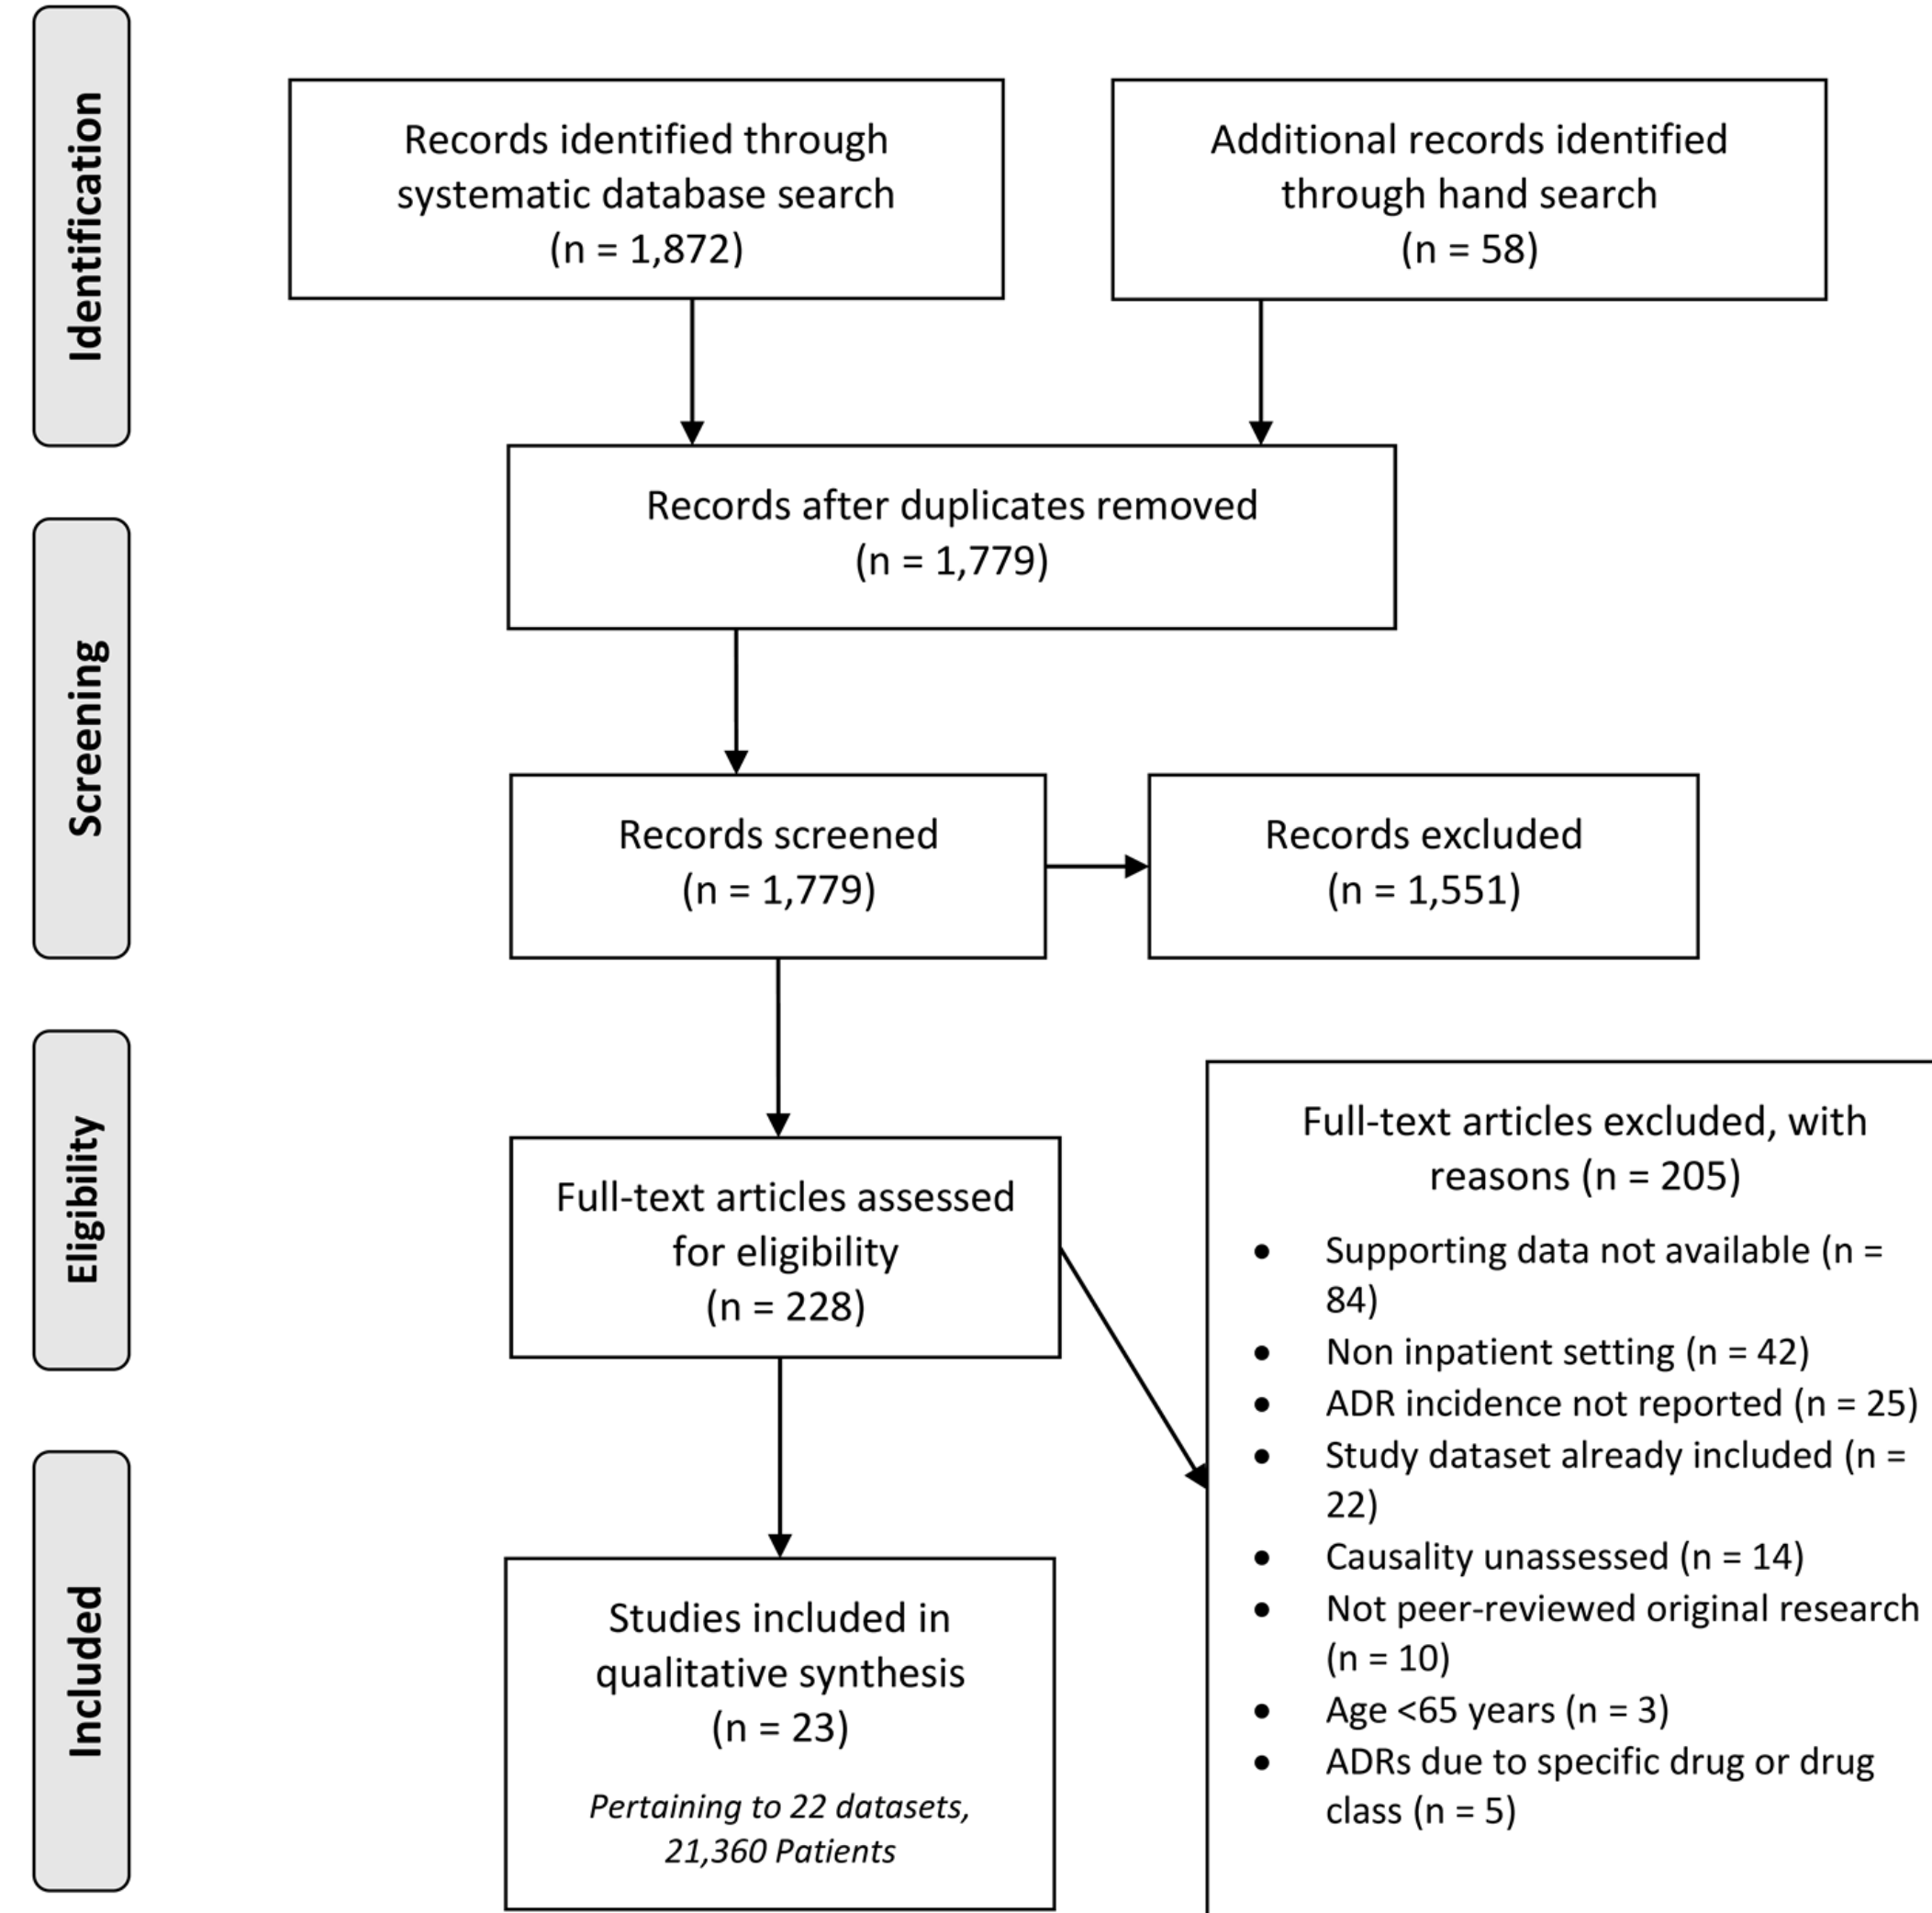 Identification
Records identified through
systematic database search
(n = 1,872)
Additional records identified
through hand search
(n = 58)
Records after duplicates removed
(n = 1,779)
Screening
Records screened
(n = 1,779)
Records excluded
(n = 1,551)
Eligibility
Full-text articles assessed
for eligibility
(n = 228)
Full-text articles excluded, with
reasons (n = 205)
● Supporting data not available (n =
84)
● Non inpatient setting (n = 42)
● ADR incidence not reported (n = 25)
● Study dataset already included (n =
22)
● Causality unassessed (n = 14)
● Not peer-reviewed original research
(n = 10)
● Age <65 years (n = 3)
● ADRs due to specific drug or drug
class (n = 5)
Included
Studies included in
qualitative synthesis
(n = 23)
Pertaining to 22 datasets,
21,360 Patients